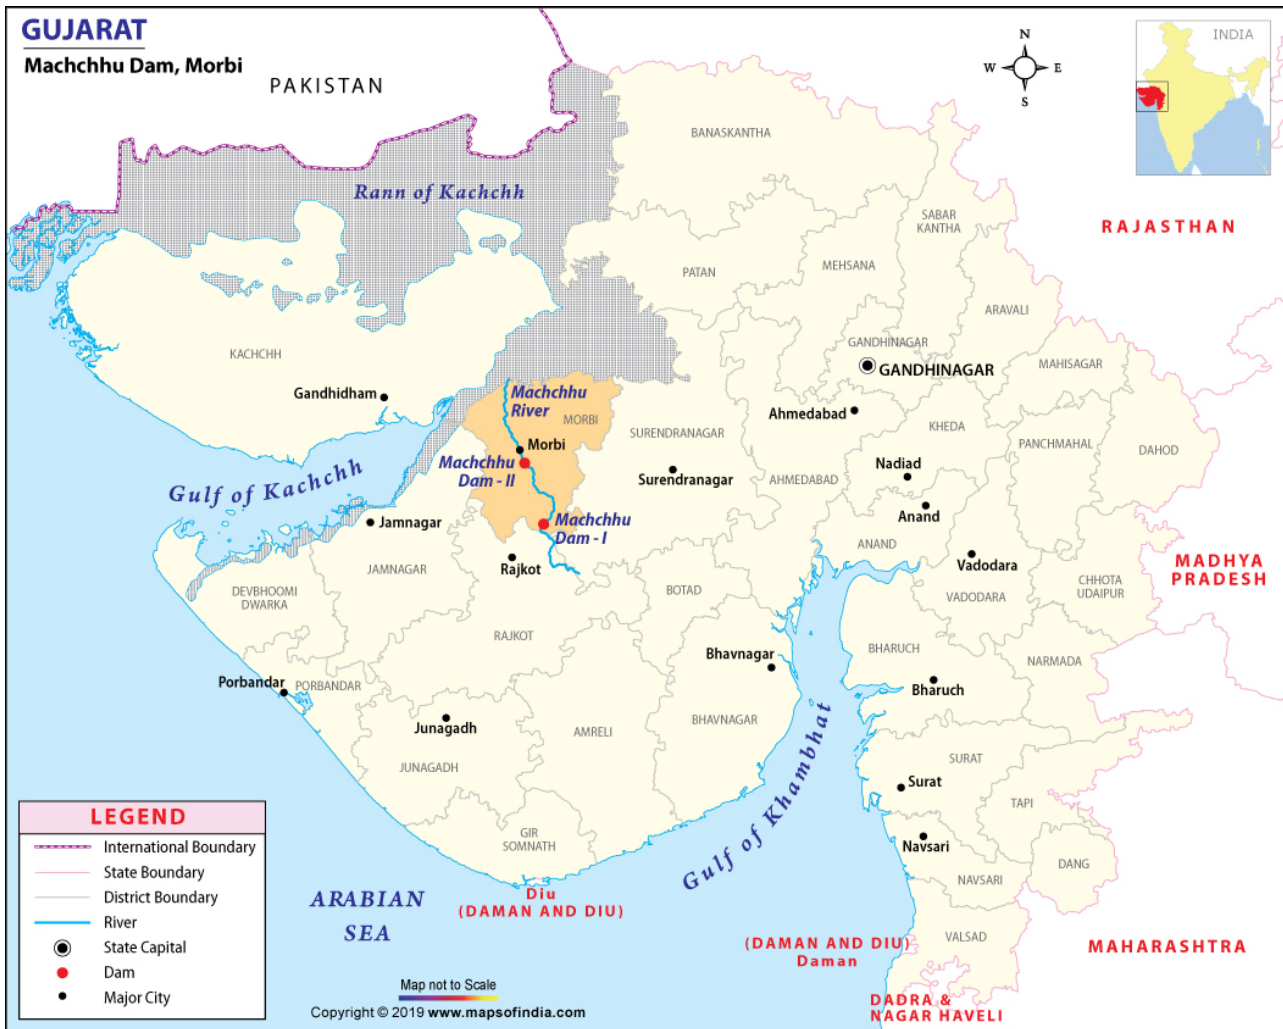 GUJARAT
Machchhu Dam, Morbi
PAKISTAN
N
W
E
S
INDIA
Rann of Kachchh
RAJASTHAN
MADHYA
PRADESH
MAHARASHTRA
BANASKANTHA
SABAR
KANTHA
PATAN
MEHSANA
ARAVALI
GANDHINAGAR
GANDHINAGAR
MAHISAGAR
KACHCHH
Gandhidham
Machchhu
River
MORBI
Morbi
Machchhu
Dam - II
Machchhu
Dam - I
SURENDRANAGAR
Surendranagar
Ahmedabad
AHMEDABAD
KHEDA
PANCHMAHAL
DAHOD
Nadiad
Anand
ANAND
Vadodara
VADODARA
CHHOTA
UDAIPUR
Gulf of Kachchh
Jamnagar
JAMNAGAR
DEVBHOOMI
DWARKA
Rajkot
RAJKOT
BOTAD
Bhavnagar
BHAVNAGAR
BHARUCH
Bharuch
NARMADA
Porbandar
PORBANDAR
Junagadh
JUNAGADH
AMRELI
GIR
SOMNATH
Gulf of Khambhat
SURAT
Surat
TAPI
Navsari
NAVSARI
DANG
VALSAD
Diu
(DAMAN AND DIU)
(DAMAN AND DIU)
Daman
DADRA &
NAGAR HAVELI
ARABIAN
SEA
LEGEND
International Boundary
State Boundary
District Boundary
River
State Capital
Dam
Major City
Map not to Scale
Copyright © 2019 www.mapsofindia.com